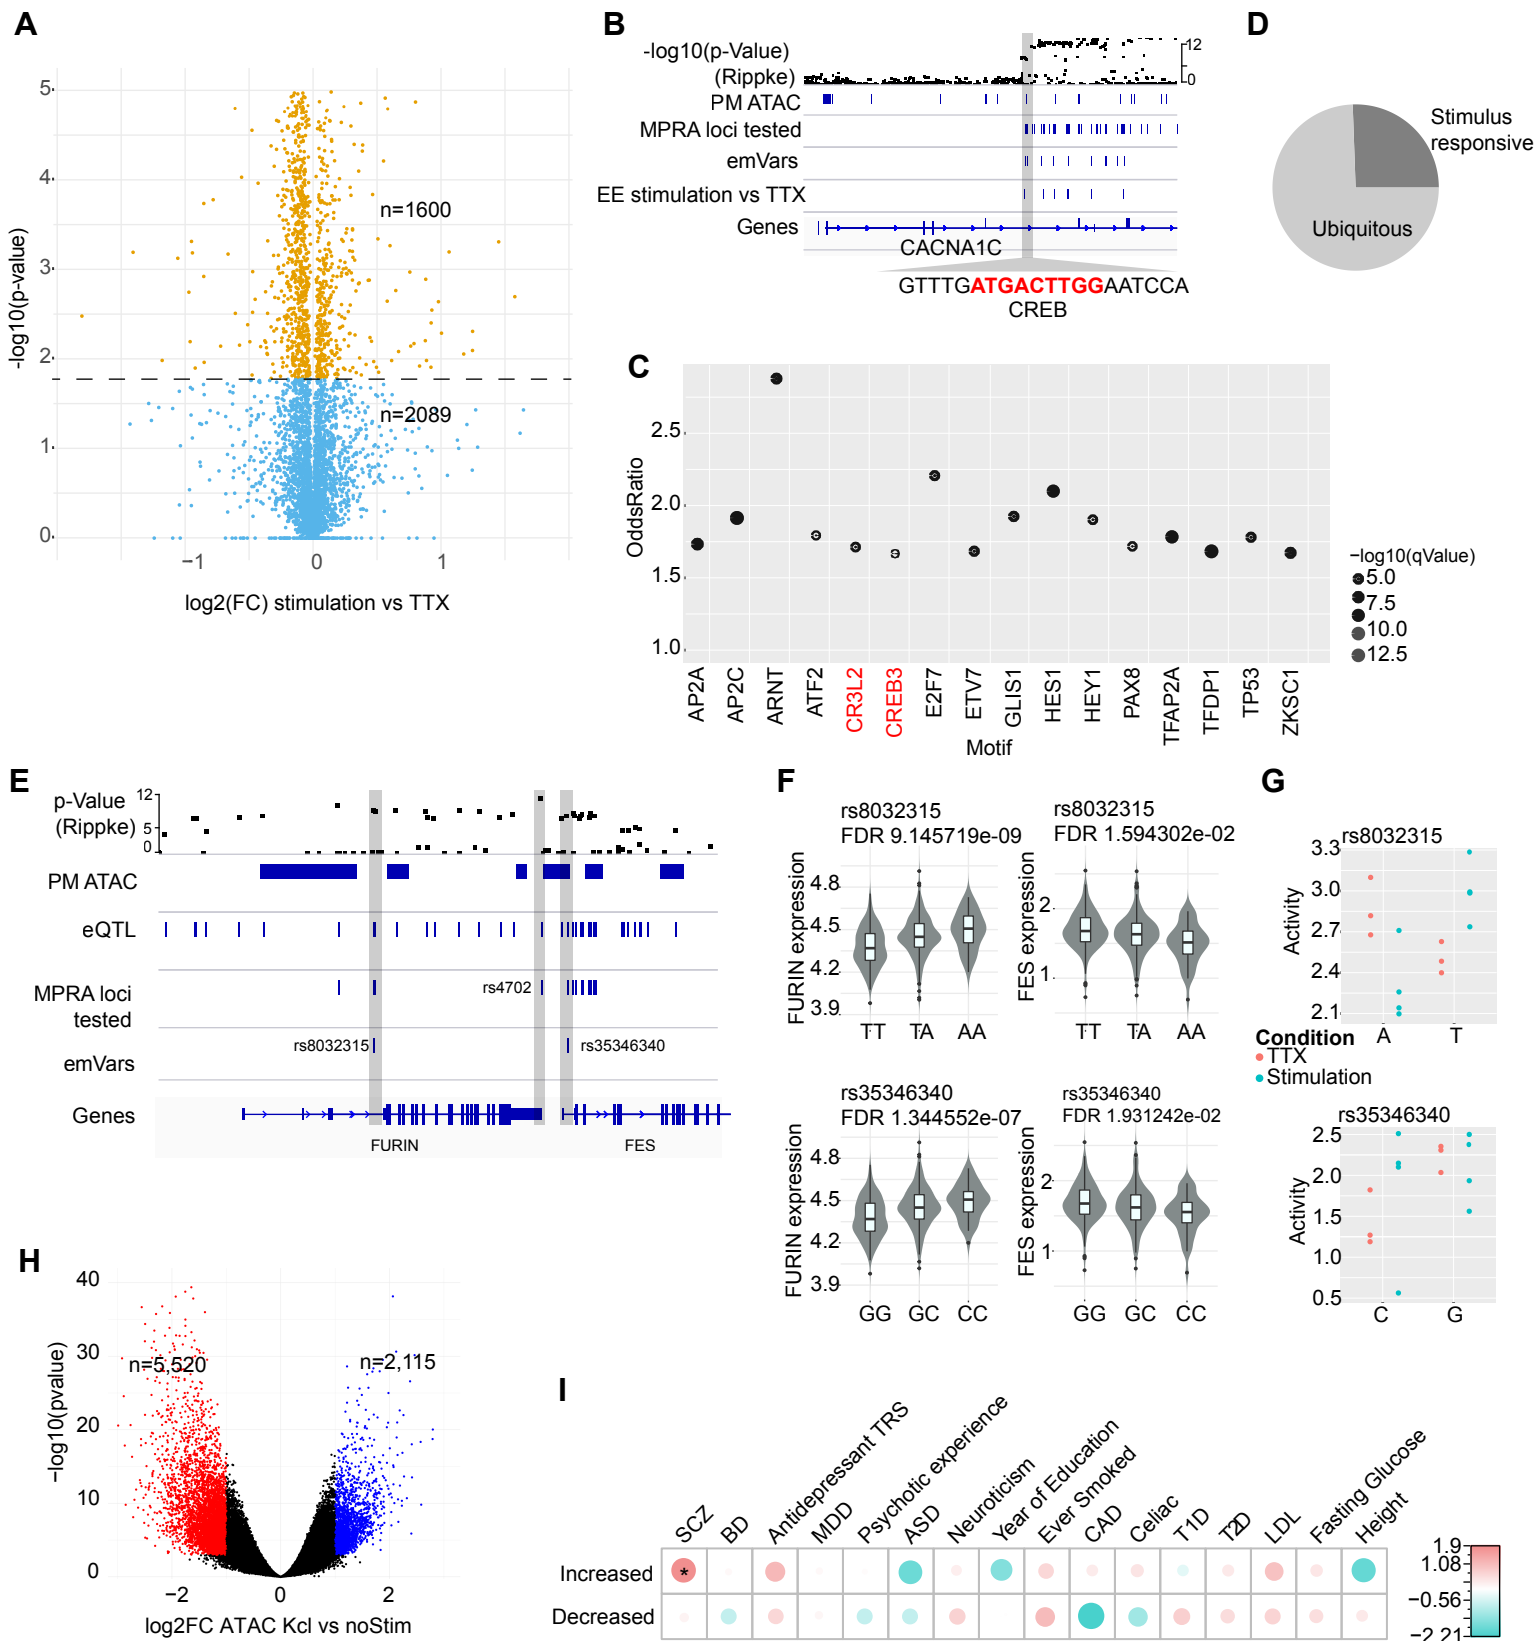 A
5
4
3
2
1
0
-log10(p-value)
n=1600
n=2089
−1
0
1
log2(FC) stimulation vs TTX
B
-log10(p-Value)
(Rippke)
12
0
PM ATAC
MPRA loci tested
emVars
EE stimulation vs TTX
Genes
CACNA1C
GTTTGATGACTTGGAATCCA
CREB
D
Stimulus
responsive
Ubiquitous
C
OddsRatio
2.5
2.0
1.5
1.0
AP2A
AP2C
ARNT
ATF2
CR3L2
CREB3
E2F7
ETV7
GLIS1
HES1
HEY1
PAX8
TFAP2A
TFDP1
TP53
ZKSC1
Motif
−log10(qValue)
5.0
7.5
10.0
12.5
E
p-Value
(Rippke)
12
5
0
PM ATAC
eQTL
MPRA loci
tested
rs4702
emVars
rs8032315
rs35346340
Genes
FURIN
FES
F
rs8032315
FDR 9.145719e-09
FURIN expression
4.8
4.5
4.2
3.9
TT
TA
AA
rs8032315
FDR 1.594302e-02
FES expression
2
1
TT
TA
AA
rs35346340
FDR 1.344552e-07
FURIN expression
4.8
4.5
4.2
3.9
GG
GC
CC
rs35346340
FDR 1.931242e-02
FES expression
2
1
GG
GC
CC
G
rs8032315
Activity
3.3
3.0
2.7
2.4
2.1
A
T
Condition
TTX
Stimulation
rs35346340
Activity
2.5
2.0
1.5
1.0
0.5
C
G
H
−log10(pvalue)
40
30
20
10
0
n=5,520
n=2,115
−2
0
2
log2FC ATAC Kcl vs noStim
I
SCZ
BD
Antidepressant TRS
MDD
Psychotic experience
ASD
Neuroticism
Year of Education
Ever Smoked
CAD
Celiac
T1D
T2D
LDL
Fasting Glucose
Height
Increased
*
Decreased
1.9
1.08
−0.56
−2.21